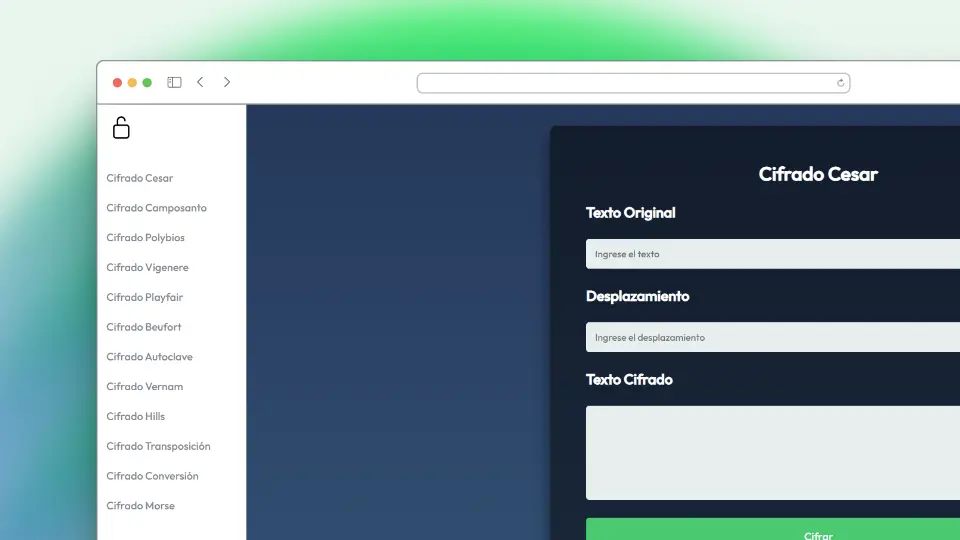 Cifrado Cesar
Cifrado Camposanto
Cifrado Polybios
Cifrado Vigenere
Cifrado Playfair
Cifrado Beufort
Cifrado Autoclave
Cifrado Vernam
Cifrado Hills
Cifrado Transposición
Cifrado Conversión
Cifrado Morse
Cifrado Cesar
Texto Original
Ingrese el texto
Desplazamiento
Ingrese el desplazamiento
Texto Cifrado
Cifrar